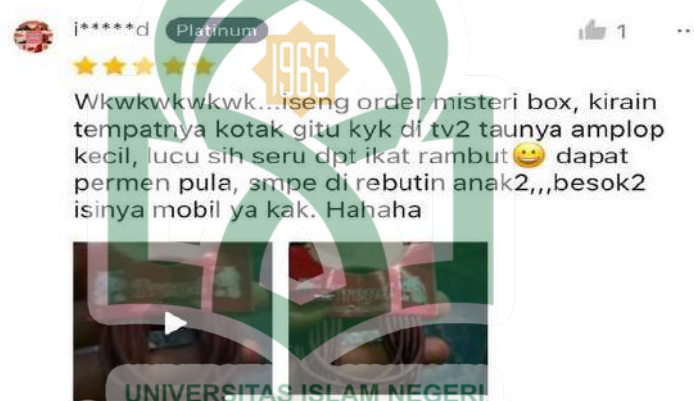 i*****d Platinum
1
1965
Wkwkwkwkwk...iseng order misteri box, kirain
tempatnya kotak gitu kyk di tv2 taunya amplop
kecil, lucu sih seru dpt ikat rambut😀 dapat
permen pula, smpe di rebutin anak2,,,besok2
isinya mobil ya kak. Hahaha
UNIVERSITAS ISLAM NEGERI